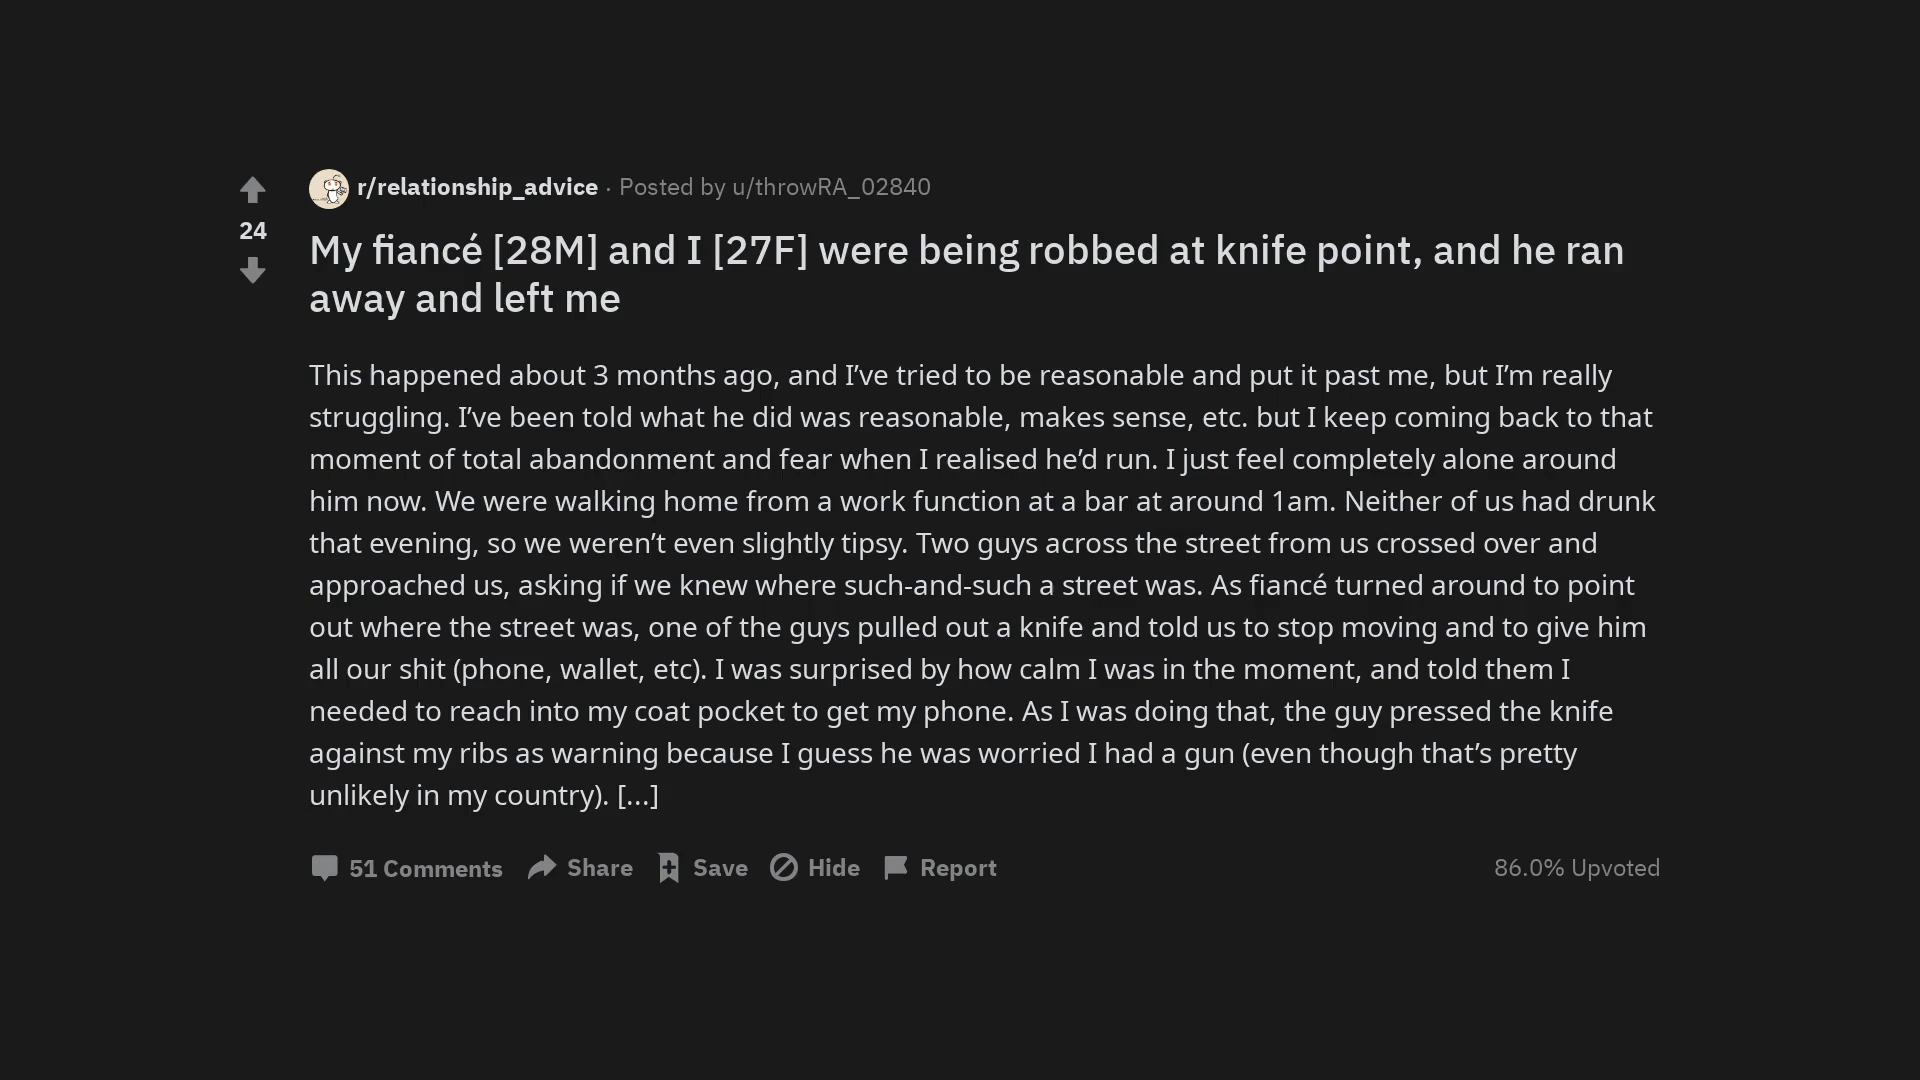 r/relationship_advice · Posted by u/throwRA_02840
24
My fiancé [28M] and I [27F] were being robbed at knife point, and he ran
away and left me
This happened about 3 months ago, and I’ve tried to be reasonable and put it past me, but I’m really
struggling. I’ve been told what he did was reasonable, makes sense, etc. but I keep coming back to that
moment of total abandonment and fear when I realised he’d run. I just feel completely alone around
him now. We were walking home from a work function at a bar at around 1am. Neither of us had drunk
that evening, so we weren’t even slightly tipsy. Two guys across the street from us crossed over and
approached us, asking if we knew where such-and-such a street was. As fiancé turned around to point
out where the street was, one of the guys pulled out a knife and told us to stop moving and to give him
all our shit (phone, wallet, etc). I was surprised by how calm I was in the moment, and told them I
needed to reach into my coat pocket to get my phone. As I was doing that, the guy pressed the knife
against my ribs as warning because I guess he was worried I had a gun (even though that’s pretty
unlikely in my country). [...]
51 Comments Share Save Hide Report 86.0% Upvoted